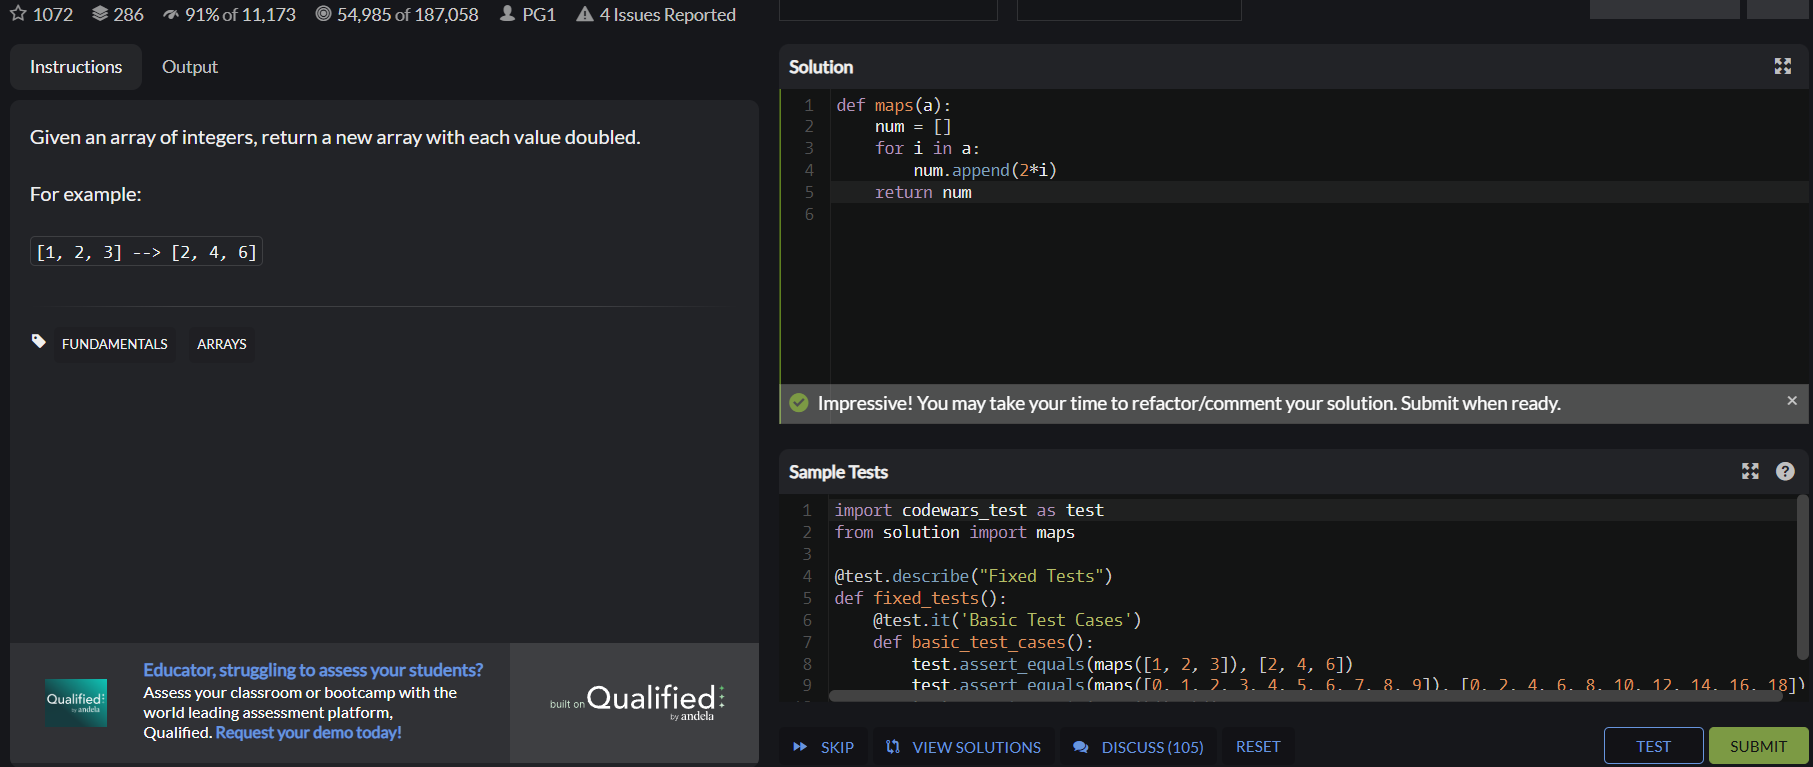 1072 286 91% of 11,173 54,985 of 187,058 PG1 4 Issues Reported
Instructions Output
Given an array of integers, return a new array with each value doubled.
For example:
[1, 2, 3] --> [2, 4, 6]
FUNDAMENTALS ARRAYS
Qualified
by andela
Educator, struggling to assess your students?
Assess your classroom or bootcamp with the
world leading assessment platform,
Qualified. Request your demo today!
built on Qualified
by andela
Solution
1 def maps(a):
2     num = []
3     for i in a:
4         num.append(2*i)
5     return num
6
Impressive! You may take your time to refactor/comment your solution. Submit when ready. ×
Sample Tests ?
1 import codewars_test as test
2 from solution import maps
3
4 @test.describe("Fixed Tests")
5 def fixed_tests():
6     @test.it('Basic Test Cases')
7     def basic_test_cases():
8         test.assert_equals(maps([1, 2, 3]), [2, 4, 6])
9         test.assert_equals(maps([0, 1, 2, 3, 4, 5, 6, 7, 8, 9]), [0, 2, 4, 6, 8, 10, 12, 14, 16, 18])
SKIP VIEW SOLUTIONS DISCUSS (105) RESET TEST SUBMIT